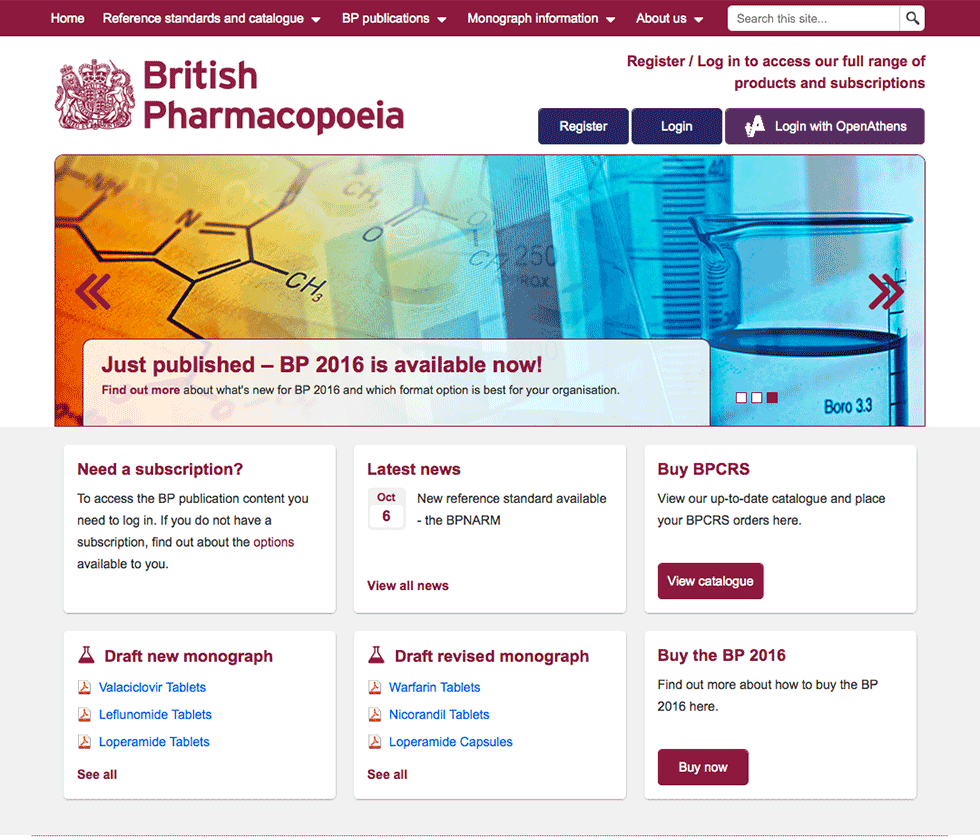 Home Reference standards and catalogue BP publications Monograph information About us Search this site...
British
Pharmacopoeia
Register / Log in to access our full range of
products and subscriptions
Register Login Login with OpenAthens
N
CH3
CH3
O
O
CH
250
PROX
40
Just published – BP 2016 is available now!
Find out more about what's new for BP 2016 and which format option is best for your organisation.
Boro 3.3
Need a subscription?
To access the BP publication content you
need to log in. If you do not have a
subscription, find out about the options
available to you.
Latest news
Oct
6
New reference standard available
- the BPNARM
View all news
Buy BPCRS
View our up-to-date catalogue and place
your BPCRS orders here.
View catalogue
Draft new monograph
Valaciclovir Tablets
Leflunomide Tablets
Loperamide Tablets
See all
Draft revised monograph
Warfarin Tablets
Nicorandil Tablets
Loperamide Capsules
See all
Buy the BP 2016
Find out more about how to buy the BP
2016 here.
Buy now